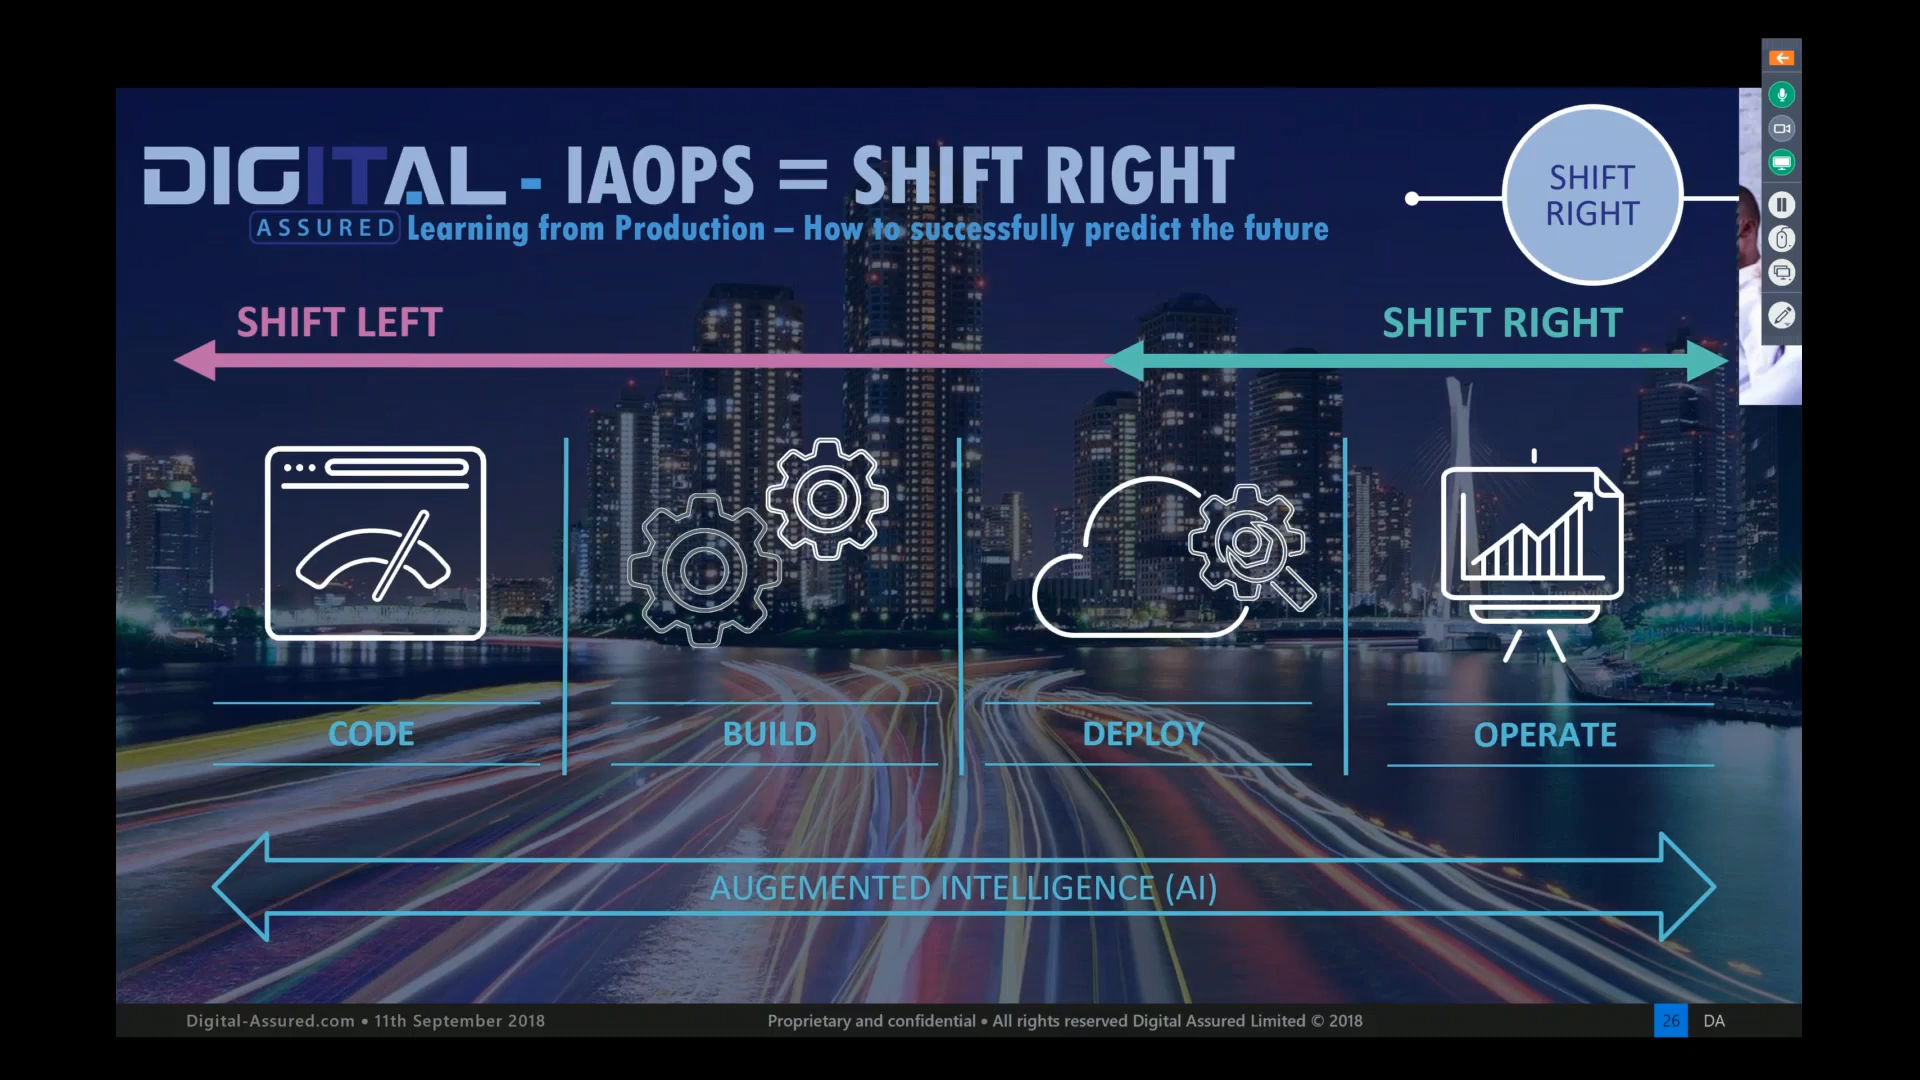 DIGITAL - IAOPS = SHIFT RIGHT
ASSURED Learning from Production – How to successfully predict the future
SHIFT
RIGHT
SHIFT LEFT
SHIFT RIGHT
CODE
BUILD
DEPLOY
OPERATE
AUGEMENTED INTELLIGENCE (AI)
Digital-Assured.com • 11th September 2018
Proprietary and confidential • All rights reserved Digital Assured Limited © 2018
26
DA